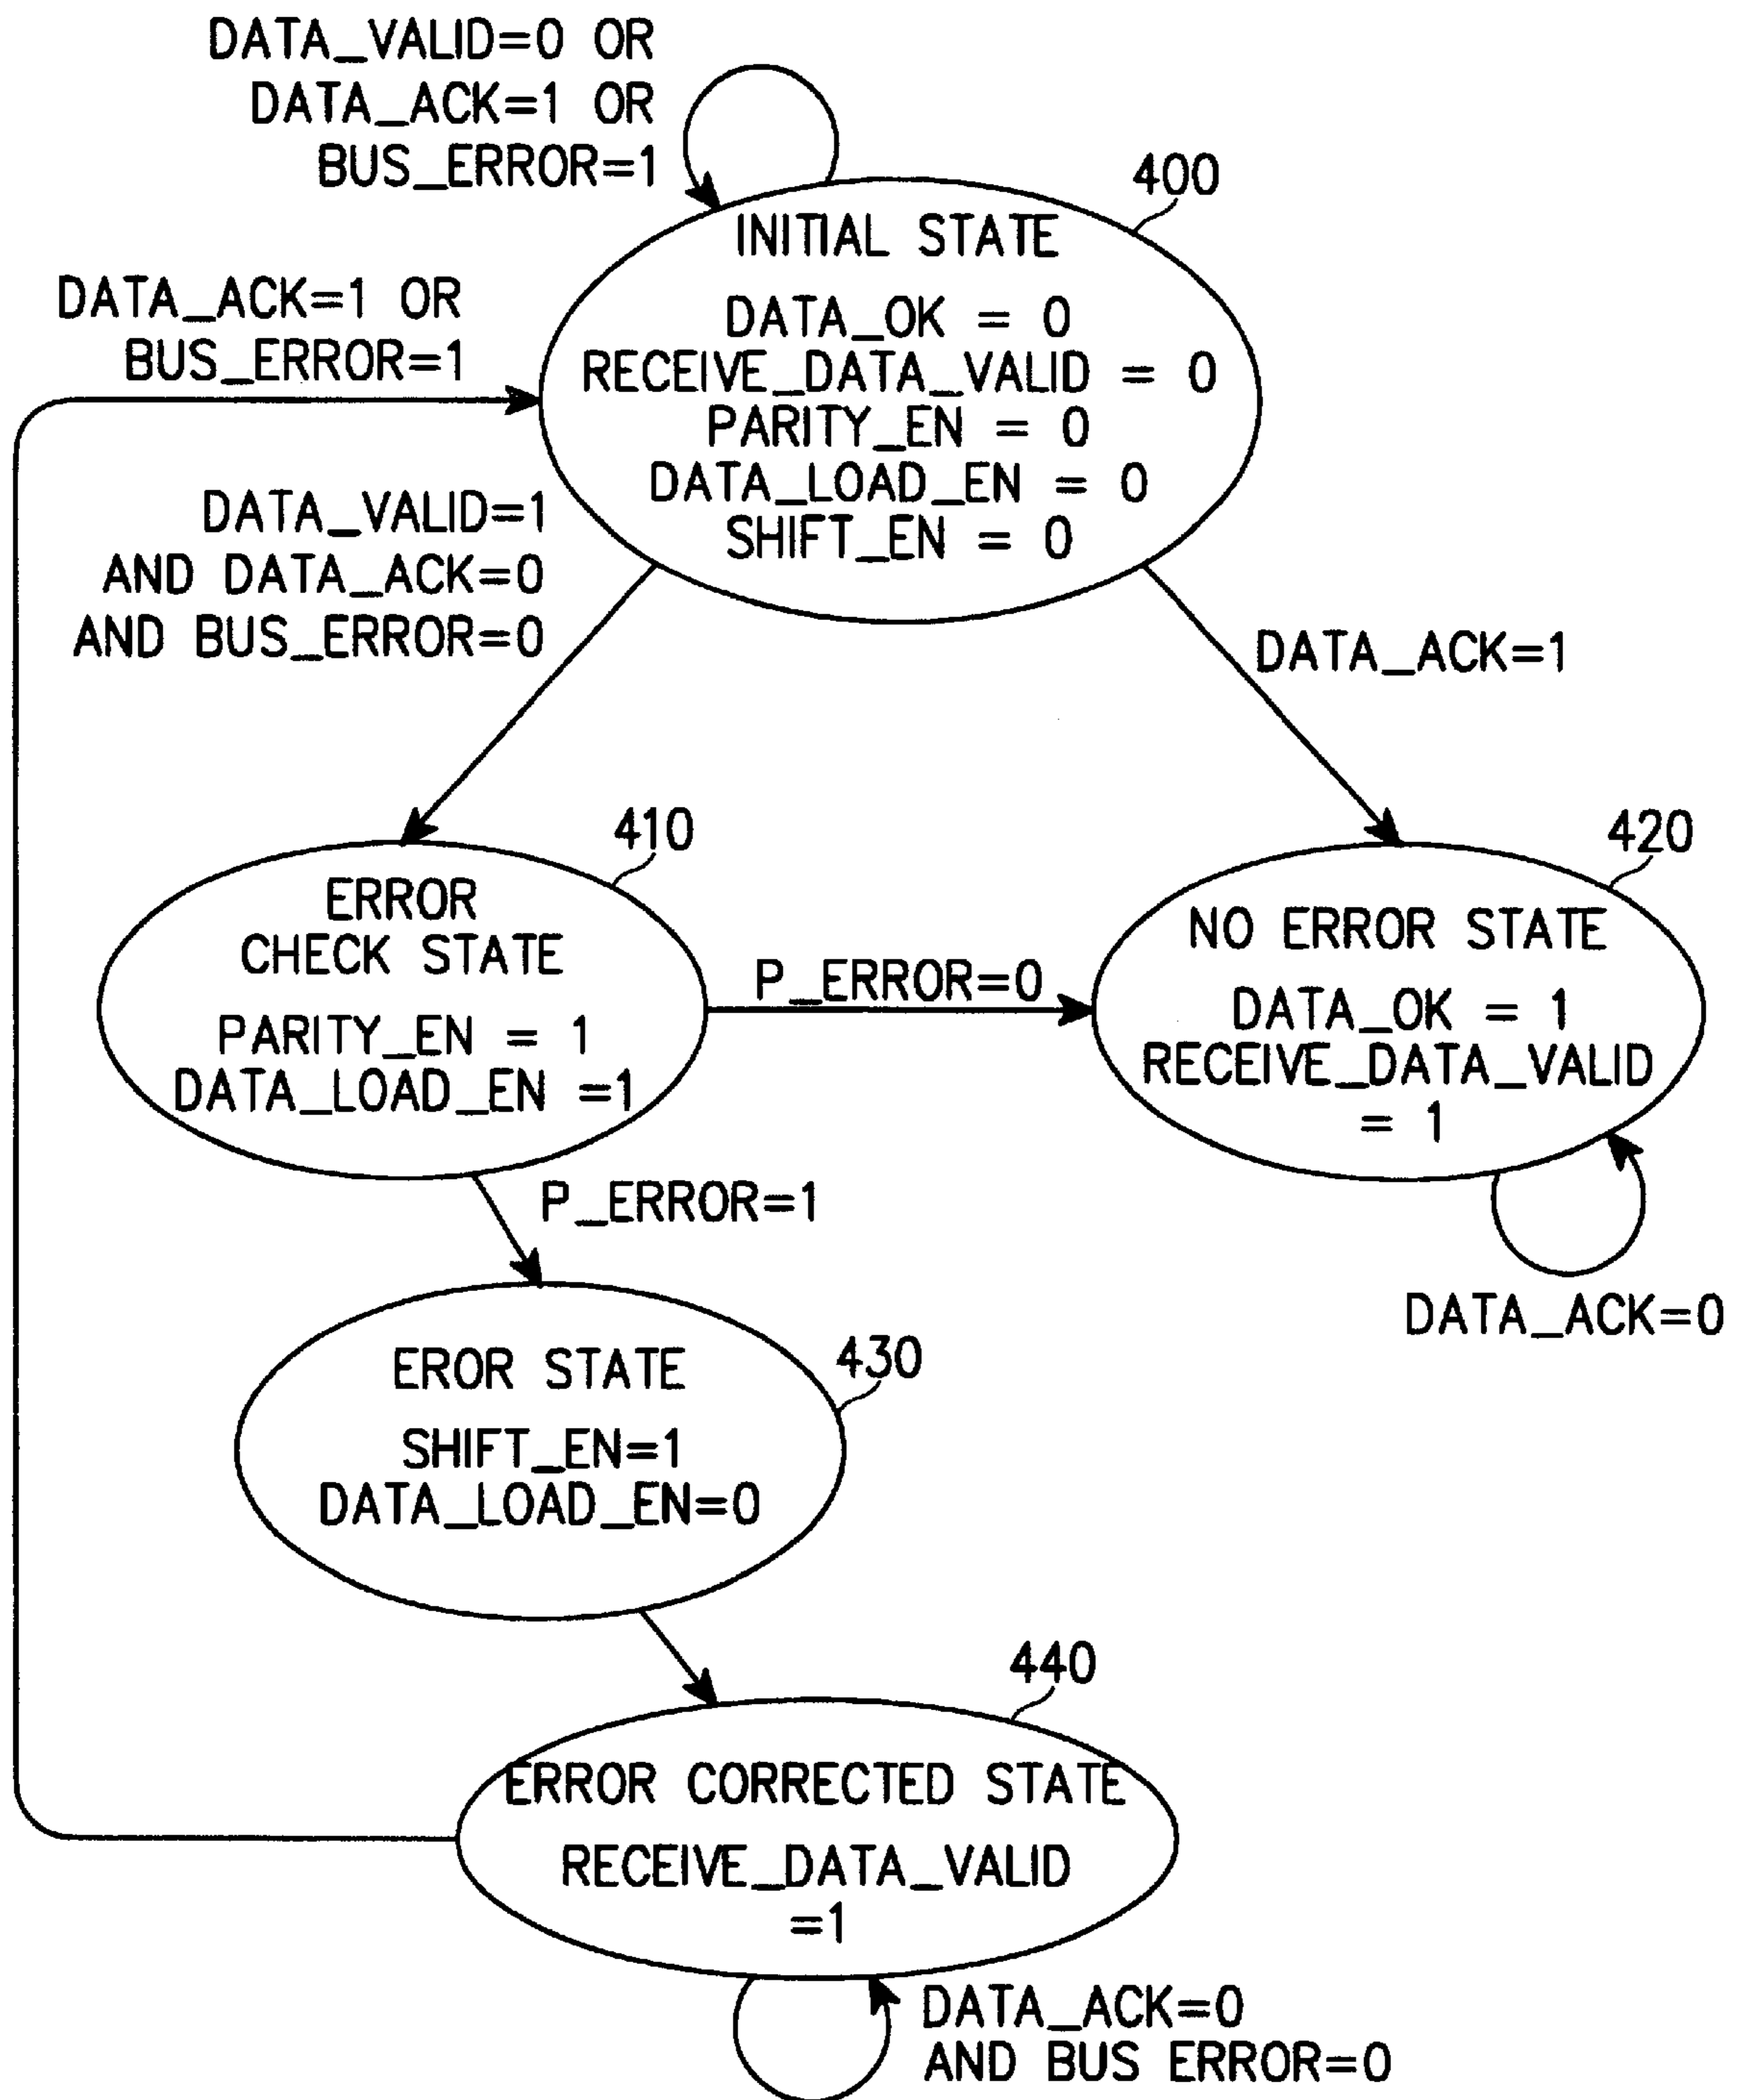 DATA_VALID=0 OR
DATA_ACK=1 OR
BUS_ERROR=1
400
INITIAL STATE
DATA_OK = 0
RECEIVE_DATA_VALID = 0
PARITY_EN = 0
DATA_LOAD_EN = 0
SHIFT_EN = 0
DATA_ACK=1 OR
BUS_ERROR=1
DATA_VALID=1
AND DATA_ACK=0
AND BUS_ERROR=0
DATA_ACK=1
410
ERROR
CHECK STATE
PARITY_EN = 1
DATA_LOAD_EN =1
P_ERROR=0
420
NO ERROR STATE
DATA_OK = 1
RECEIVE_DATA_VALID
= 1
DATA_ACK=0
P_ERROR=1
430
EROR STATE
SHIFT_EN=1
DATA_LOAD_EN=0
440
ERROR CORRECTED STATE
RECEIVE_DATA_VALID
=1
DATA_ACK=0
AND BUS ERROR=0